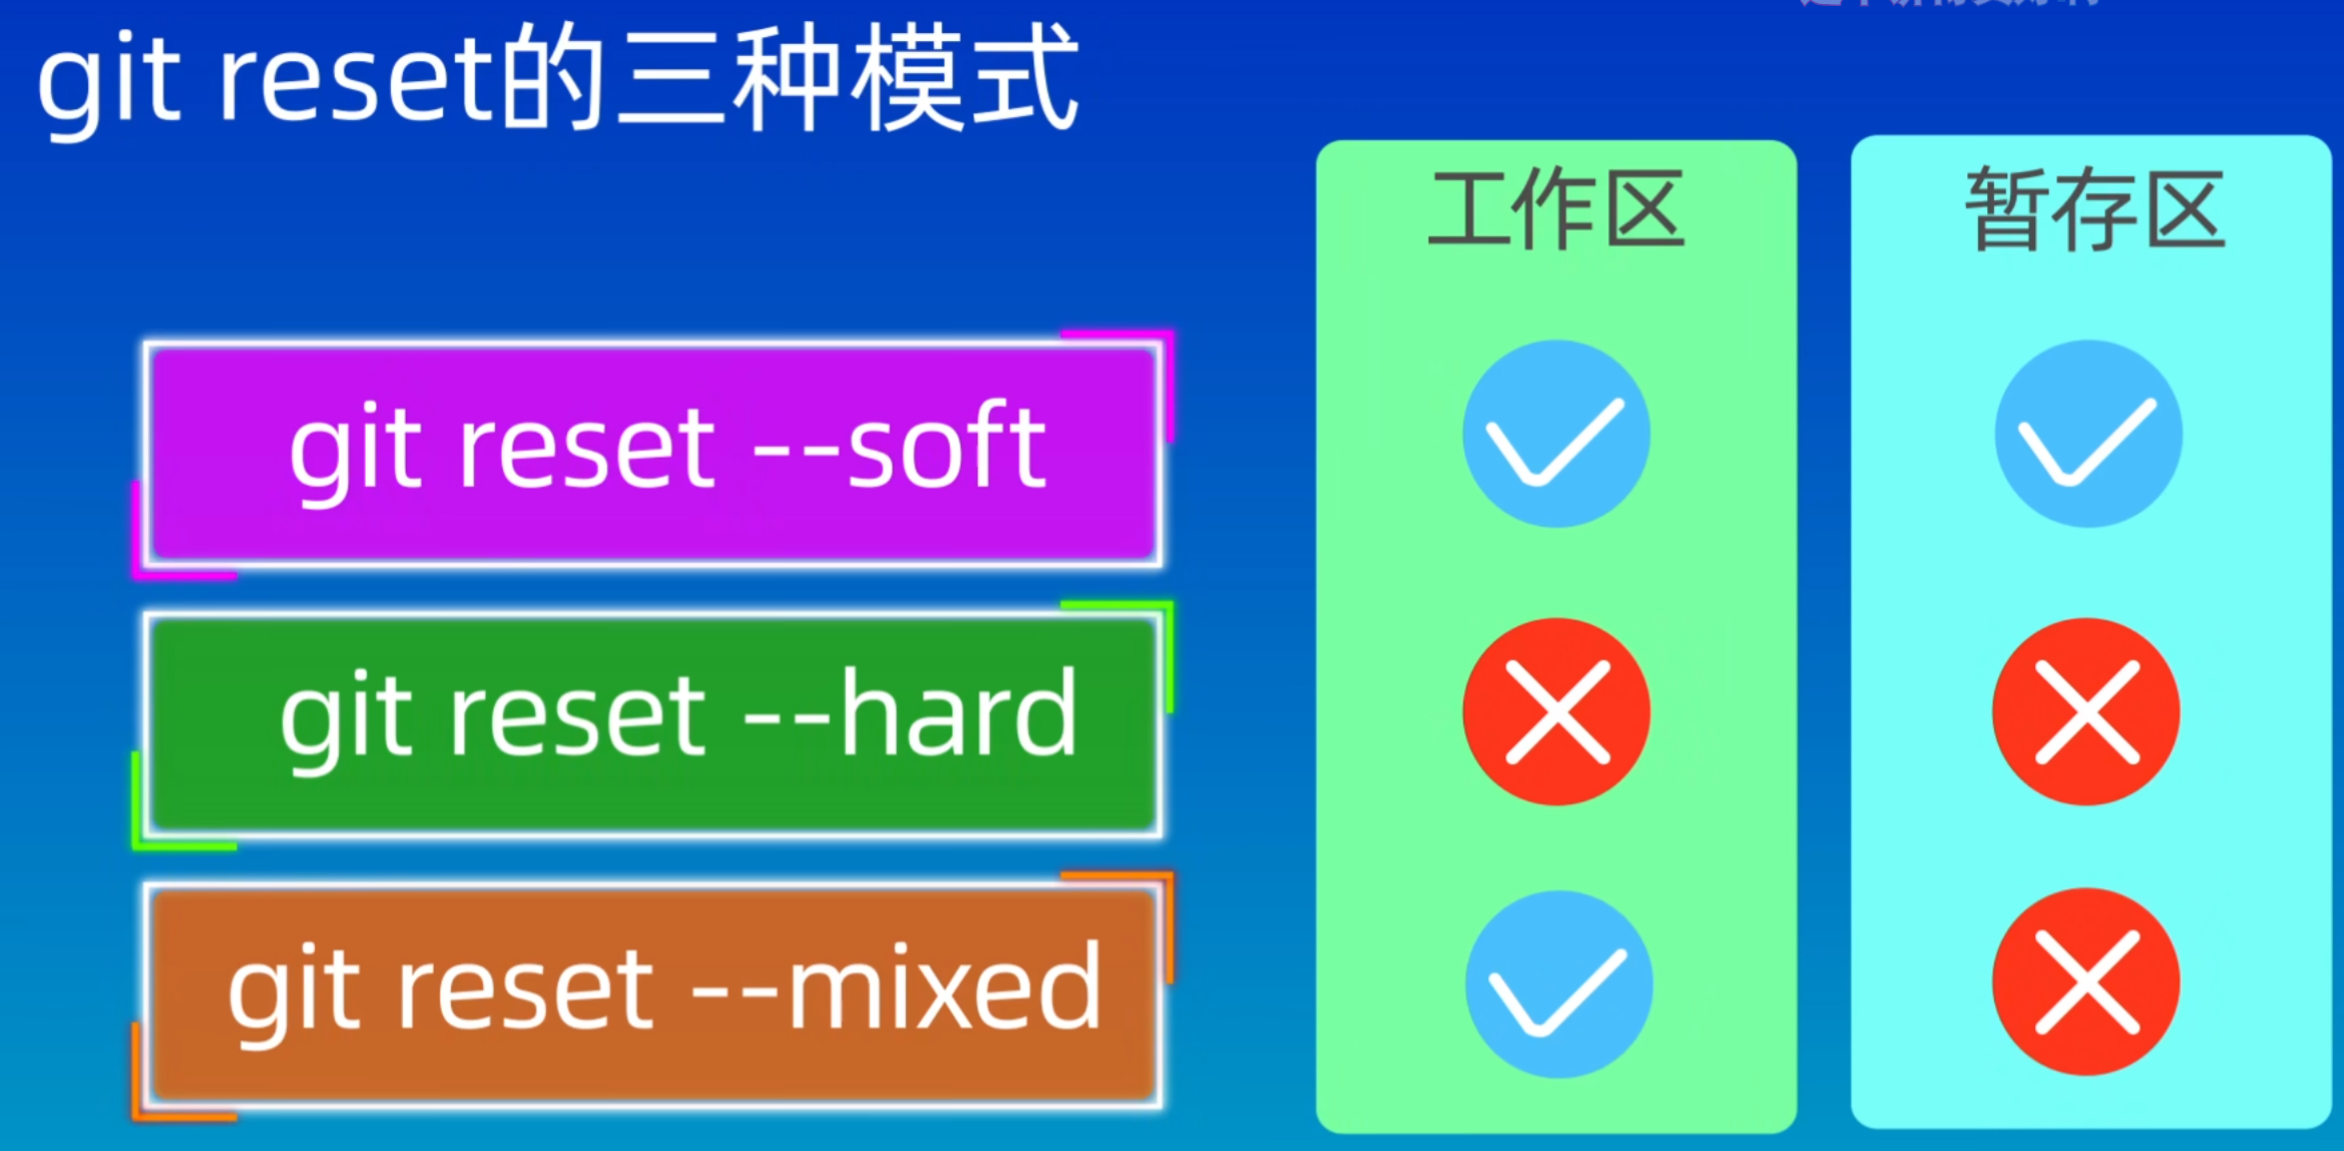 git reset的三种模式
工作区
暂存区
git reset --soft
git reset --hard
git reset --mixed